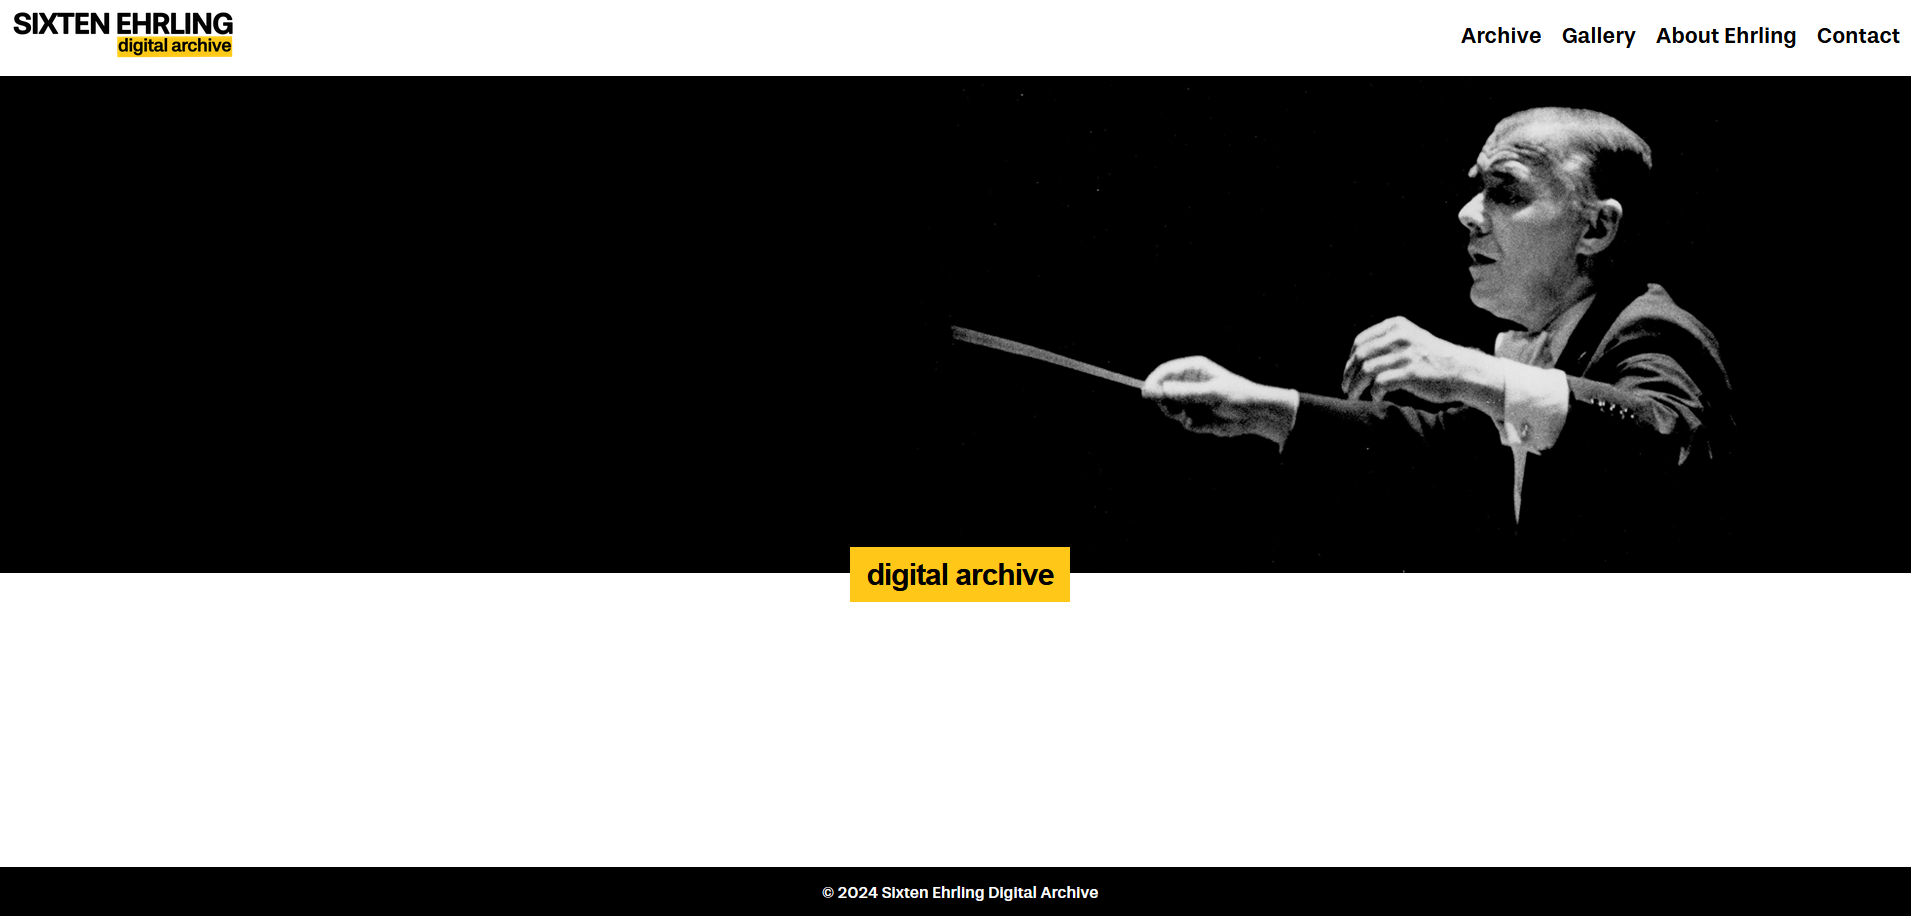 SIXTEN EHRLING
digital archive
Archive Gallery About Ehrling Contact
digital archive
© 2024 Sixten Ehrling Digital Archive